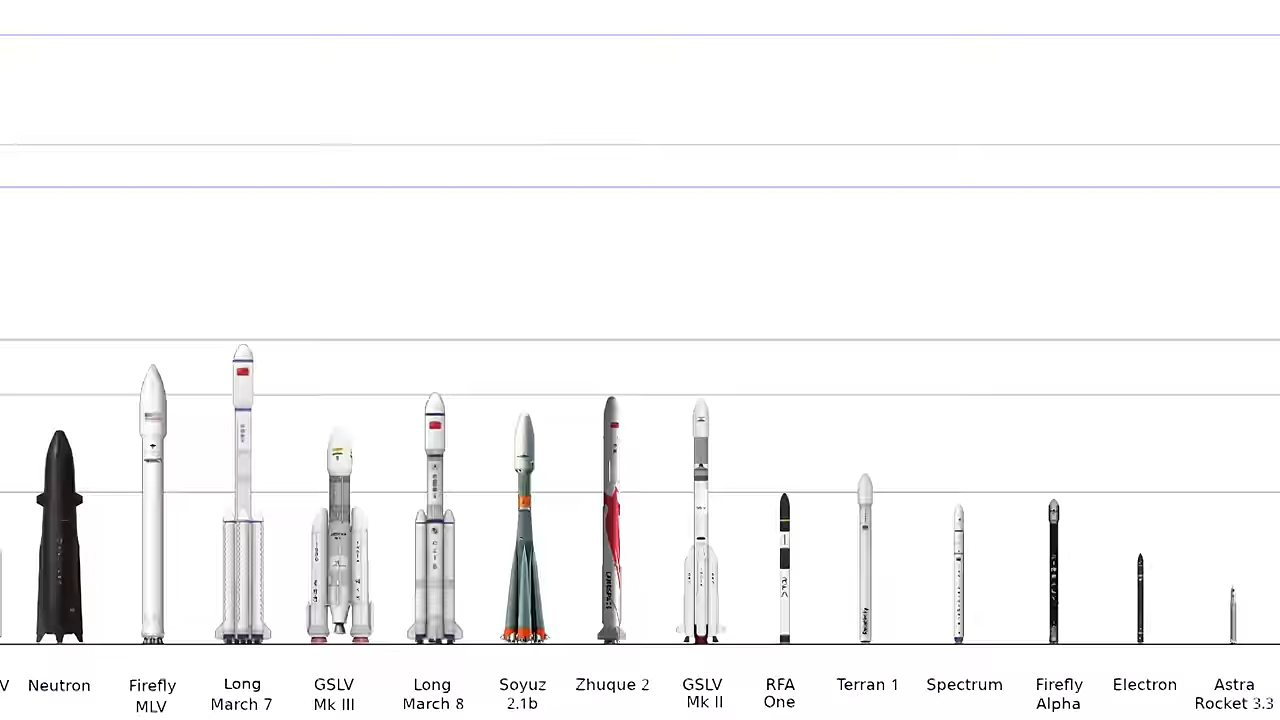 V
Neutron
Firefly
MLV
Long
March 7
GSLV
Mk III
Long
March 8
Soyuz
2.1b
Zhuque 2
GSLV
Mk II
RFA
One
Terran 1
Spectrum
Firefly
Alpha
Electron
Astra
Rocket 3.3